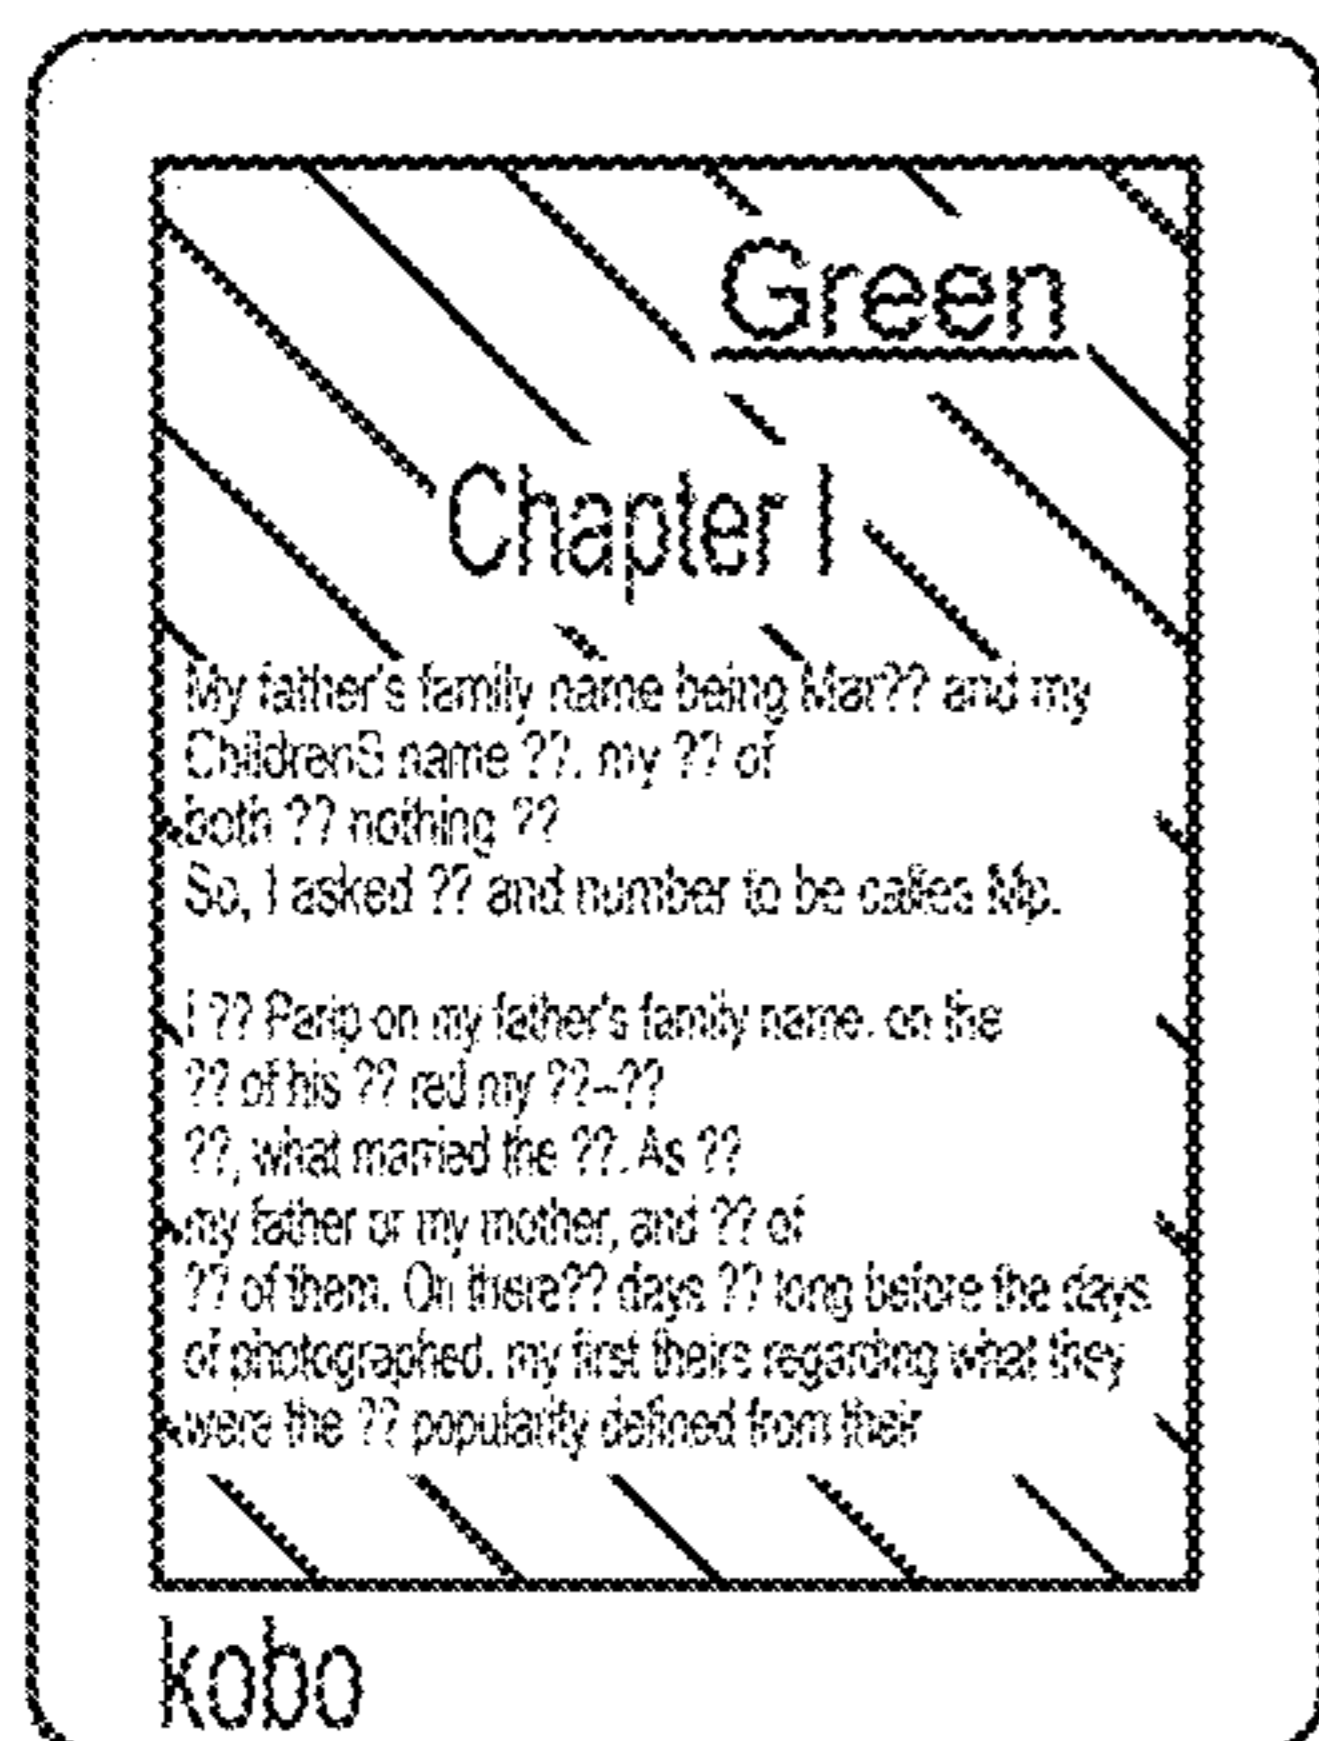 Green
Chapter I
My father's family name being Mar?? and my
ChildrenS name ??. my ?? of
both ?? nothing ??
So, I asked ?? and number to be calles Mp.
I ?? Parip on my father's family name. on the
?? of his ?? red my ??-??
??, what married the ??. As ??
my father or my mother, and ?? of
?? of them. On there?? days ?? long before the days
of photographed. my first theirs regarding what they
were the ?? popularity defined from their
kobo